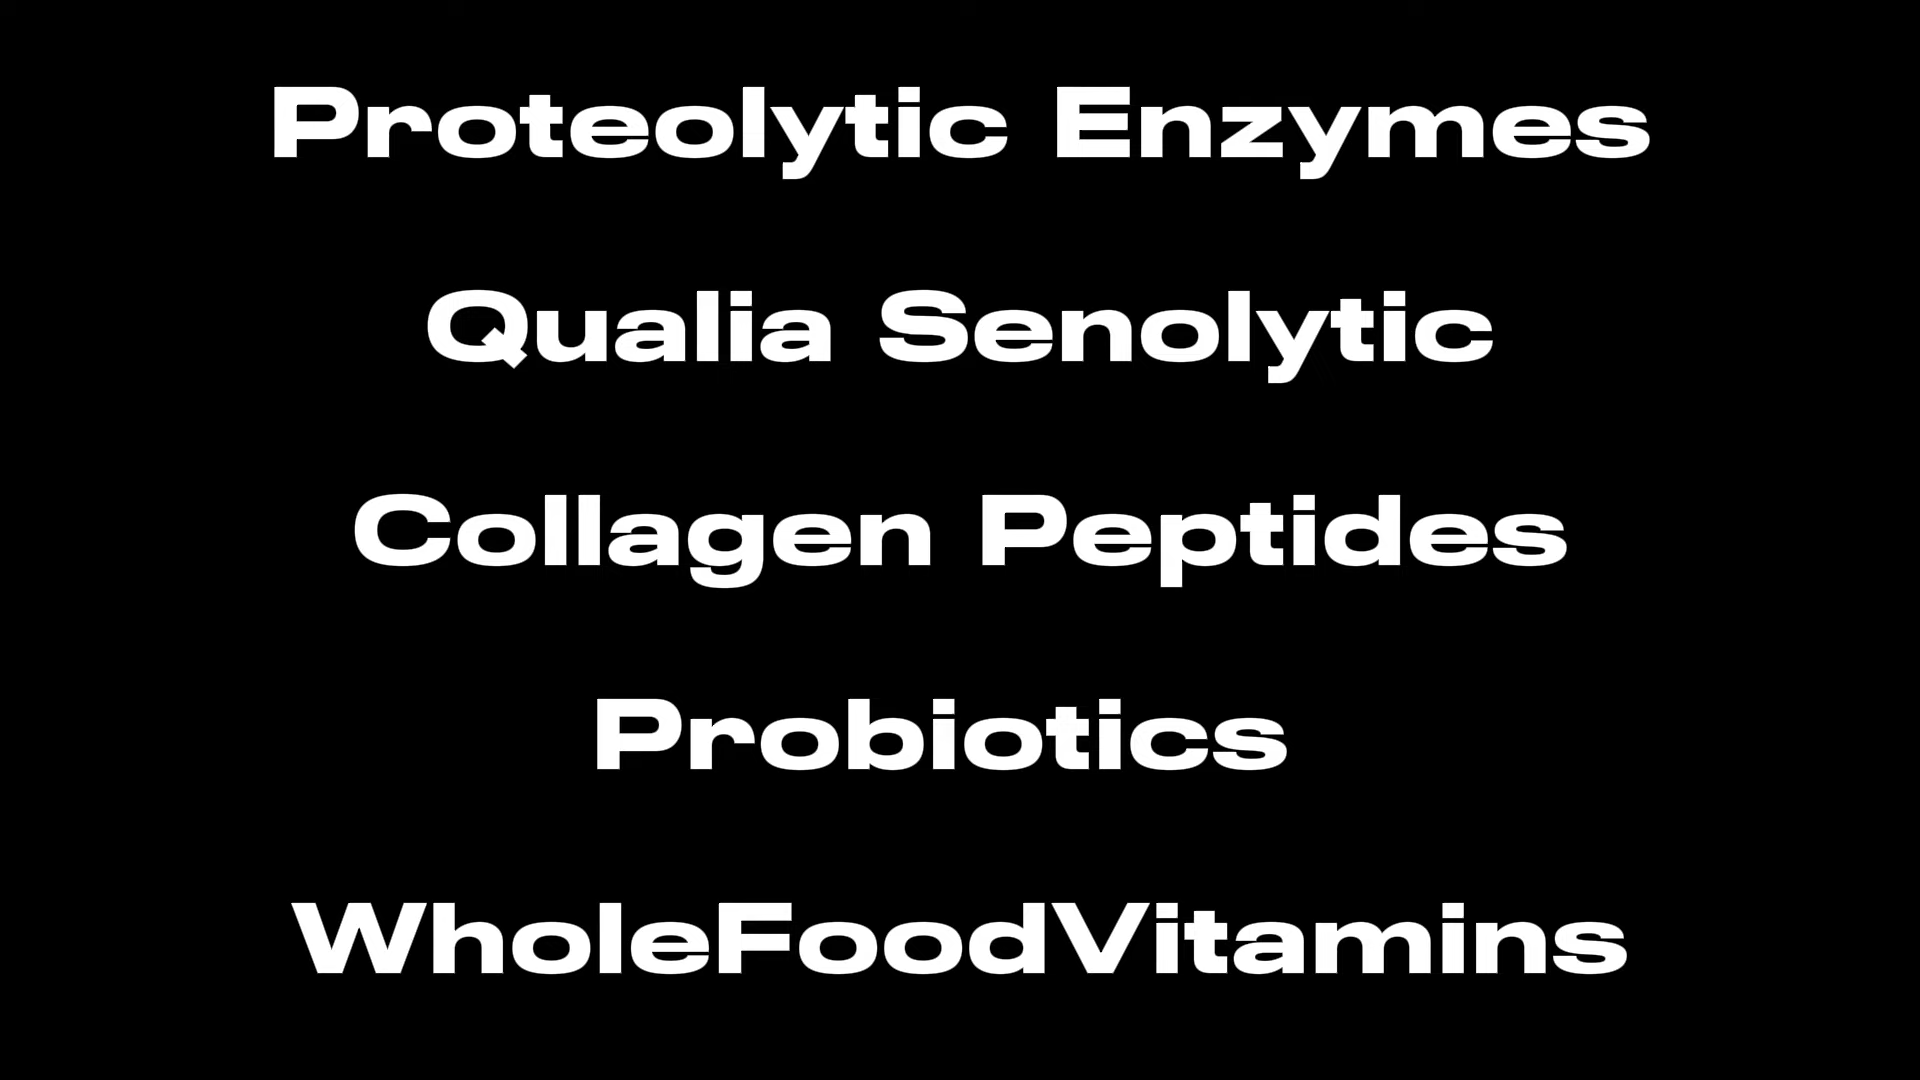 Proteolytic Enzymes
Qualia Senolytic
Collagen Peptides
Probiotics
WholeFoodVitamins